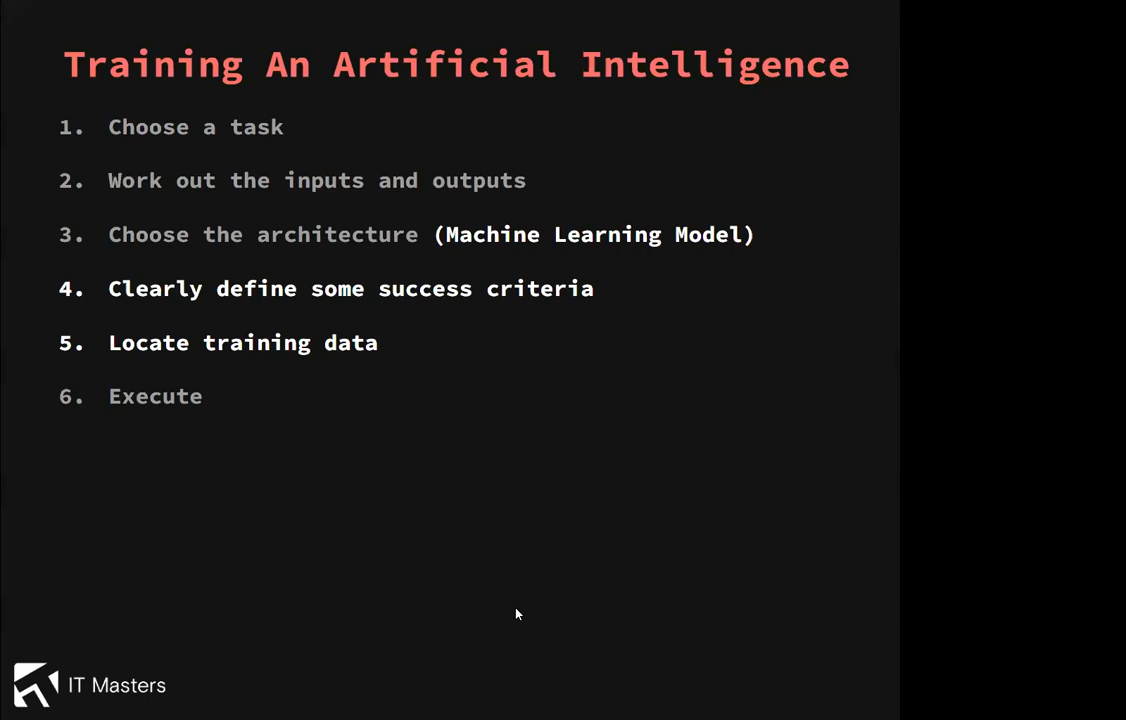 Training An Artificial Intelligence
1. Choose a task
2. Work out the inputs and outputs
3. Choose the architecture (Machine Learning Model)
4. Clearly define some success criteria
5. Locate training data
6. Execute
IT Masters